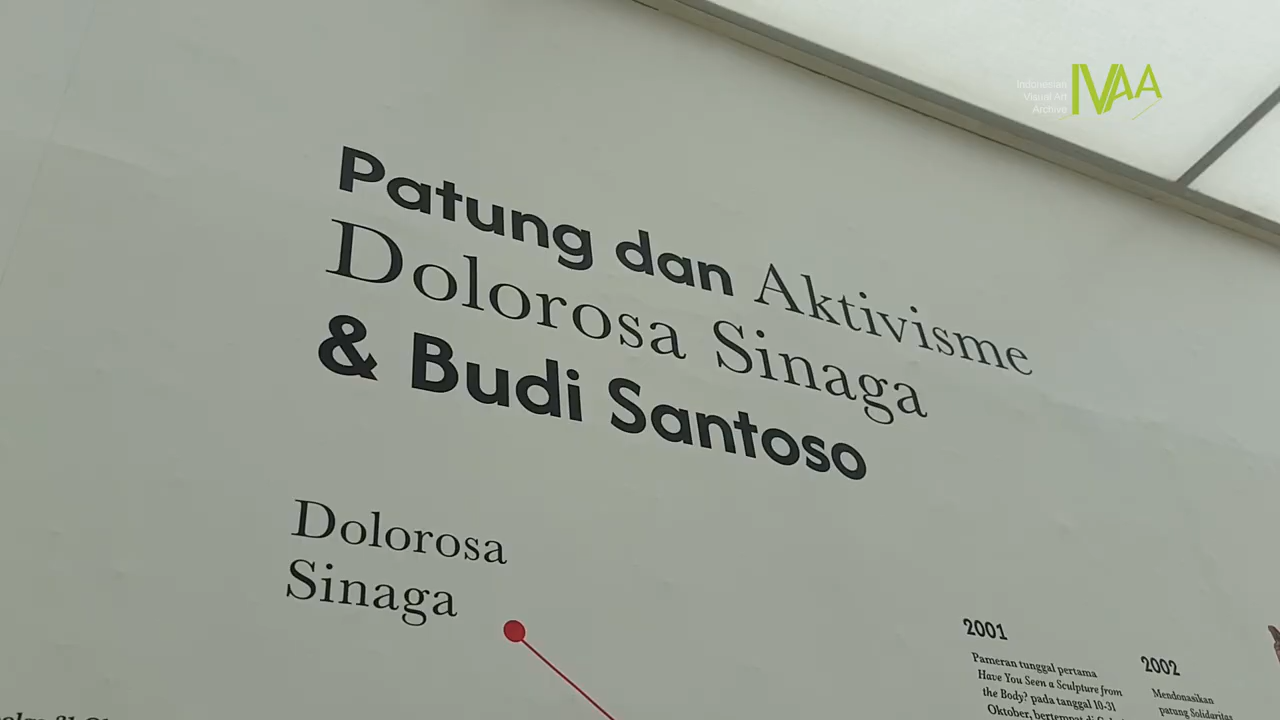 Indonesian
Visual Art
Archive
IVAA
Patung dan Aktivisme
Dolorosa Sinaga
& Budi Santoso
Dolorosa
Sinaga
2001
Pameran tunggal pertama
Have You Seen a Sculpture from
the Body? pada tanggal 10-31
Oktober, bertempat di
2002
Mendonasikan
patung Solidaritas